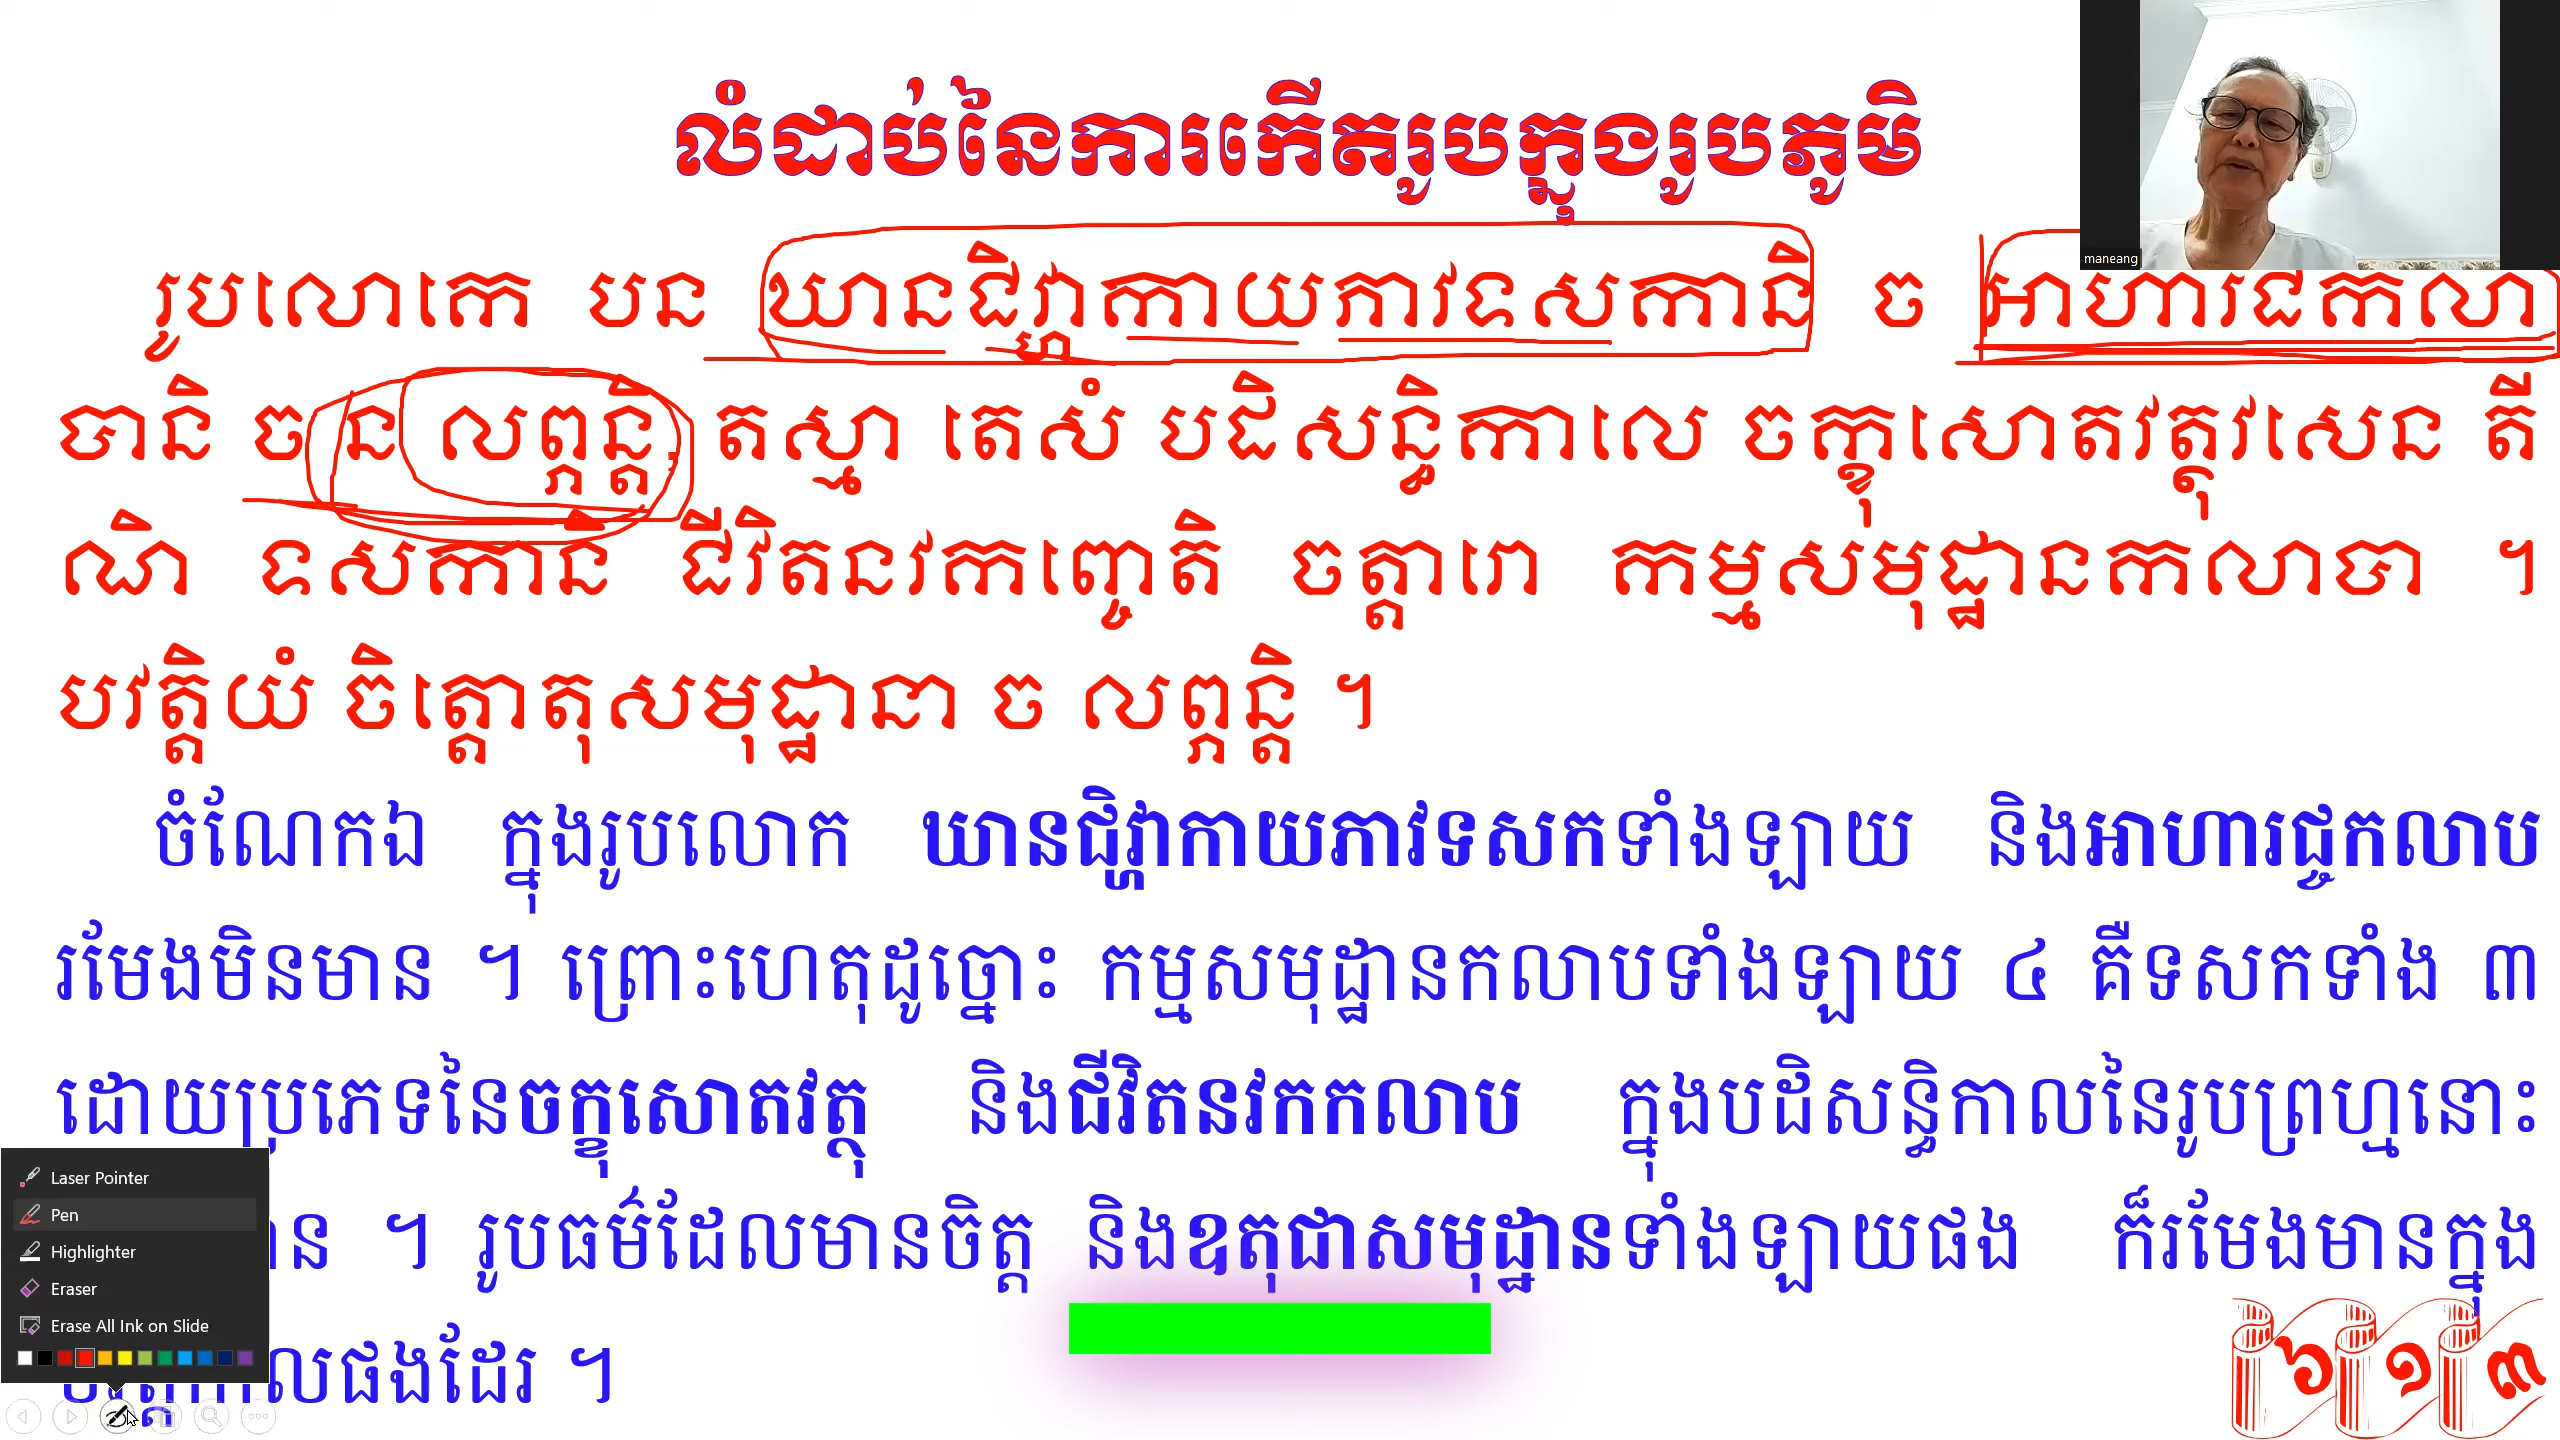 លំដាប់នៃការកើតរូបក្នុងរូបភូមិ
maneang
រូបលោកេ បន ឃានជិវ្ហាកាយភាវទសកានិ ច អាហារជកលា
បានិ ច ន លព្ភន្តិ, តស្មា តេសំ បដិសន្ធិកាលេ ចក្ខុសោតវត្ថុវសេន តី
ណិ ទសកានិ ជីវិតនវកញ្ចេតិ ចត្តារោ កម្មសមុដ្ឋានកលាបា ។
បវត្តិយំ ចិត្តោតុសមុដ្ឋានា ច លព្ភន្តិ ។
ចំណែកឯ ក្នុងរូបលោក ឃានជិវ្ហាកាយភាវទសកទាំងឡាយ និងអាហារជ្ចកលាប
រមែងមិនមាន ។ ព្រោះហេតុដូច្នោះ កម្មសមុដ្ឋានកលាបទាំងឡាយ ៤ គឺទសកទាំង ៣
ដោយប្រភេទនៃចក្ខុសោតវត្ថុ និងជីវិតនវកកលាប ក្នុងបដិសន្ធិកាលនៃរូបព្រហ្មនោះ
ន ។ រូបធម៌ដែលមានចិត្ត និងឧតុជាសមុដ្ឋានទាំងឡាយផង ក៏រមែងមានក្នុង
លផងដែរ ។
Laser Pointer
Pen
Highlighter
Eraser
Erase All Ink on Slide
៦១៣